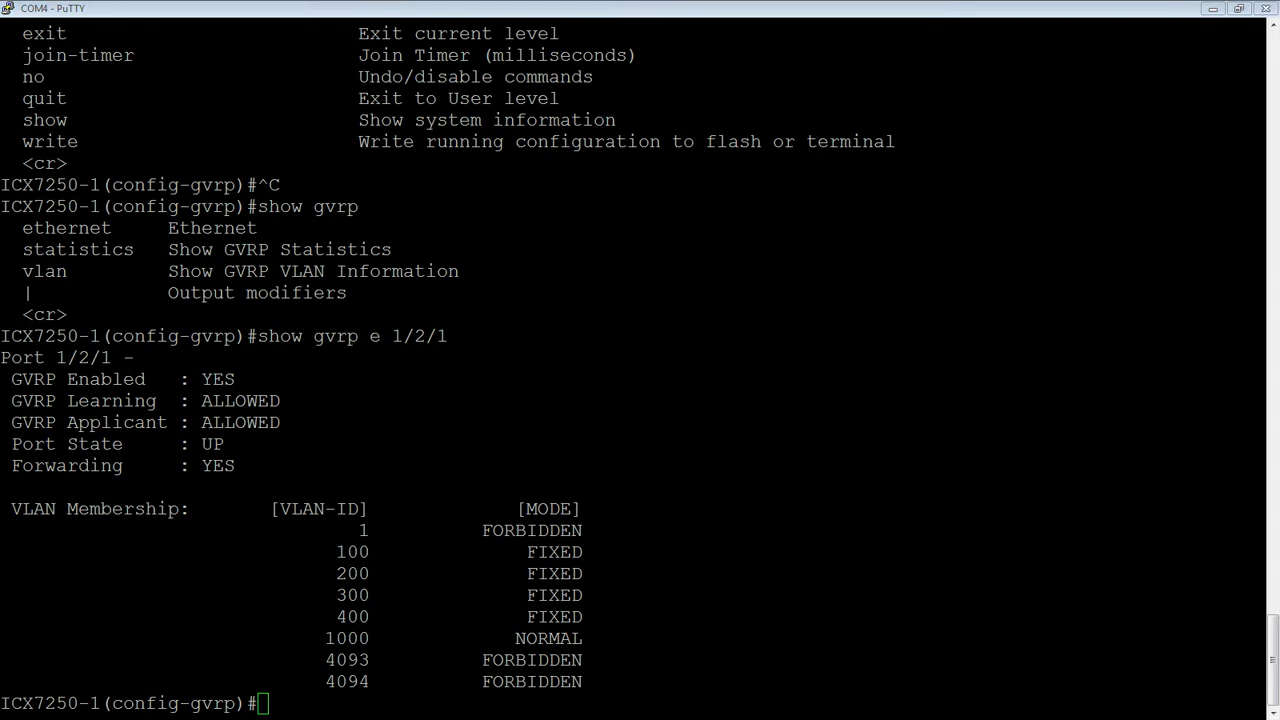 COM4 - PuTTY
exit Exit current level
join-timer Join Timer (milliseconds)
no Undo/disable commands
quit Exit to User level
show Show system information
write Write running configuration to flash or terminal
<cr>
ICX7250-1(config-gvrp)#^C
ICX7250-1(config-gvrp)#show gvrp
ethernet Ethernet
statistics Show GVRP Statistics
vlan Show GVRP VLAN Information
| Output modifiers
<cr>
ICX7250-1(config-gvrp)#show gvrp e 1/2/1
Port 1/2/1 -
GVRP Enabled : YES
GVRP Learning : ALLOWED
GVRP Applicant : ALLOWED
Port State : UP
Forwarding : YES
VLAN Membership: [VLAN-ID] [MODE]
1 FORBIDDEN
100 FIXED
200 FIXED
300 FIXED
400 FIXED
1000 NORMAL
4093 FORBIDDEN
4094 FORBIDDEN
ICX7250-1(config-gvrp)#